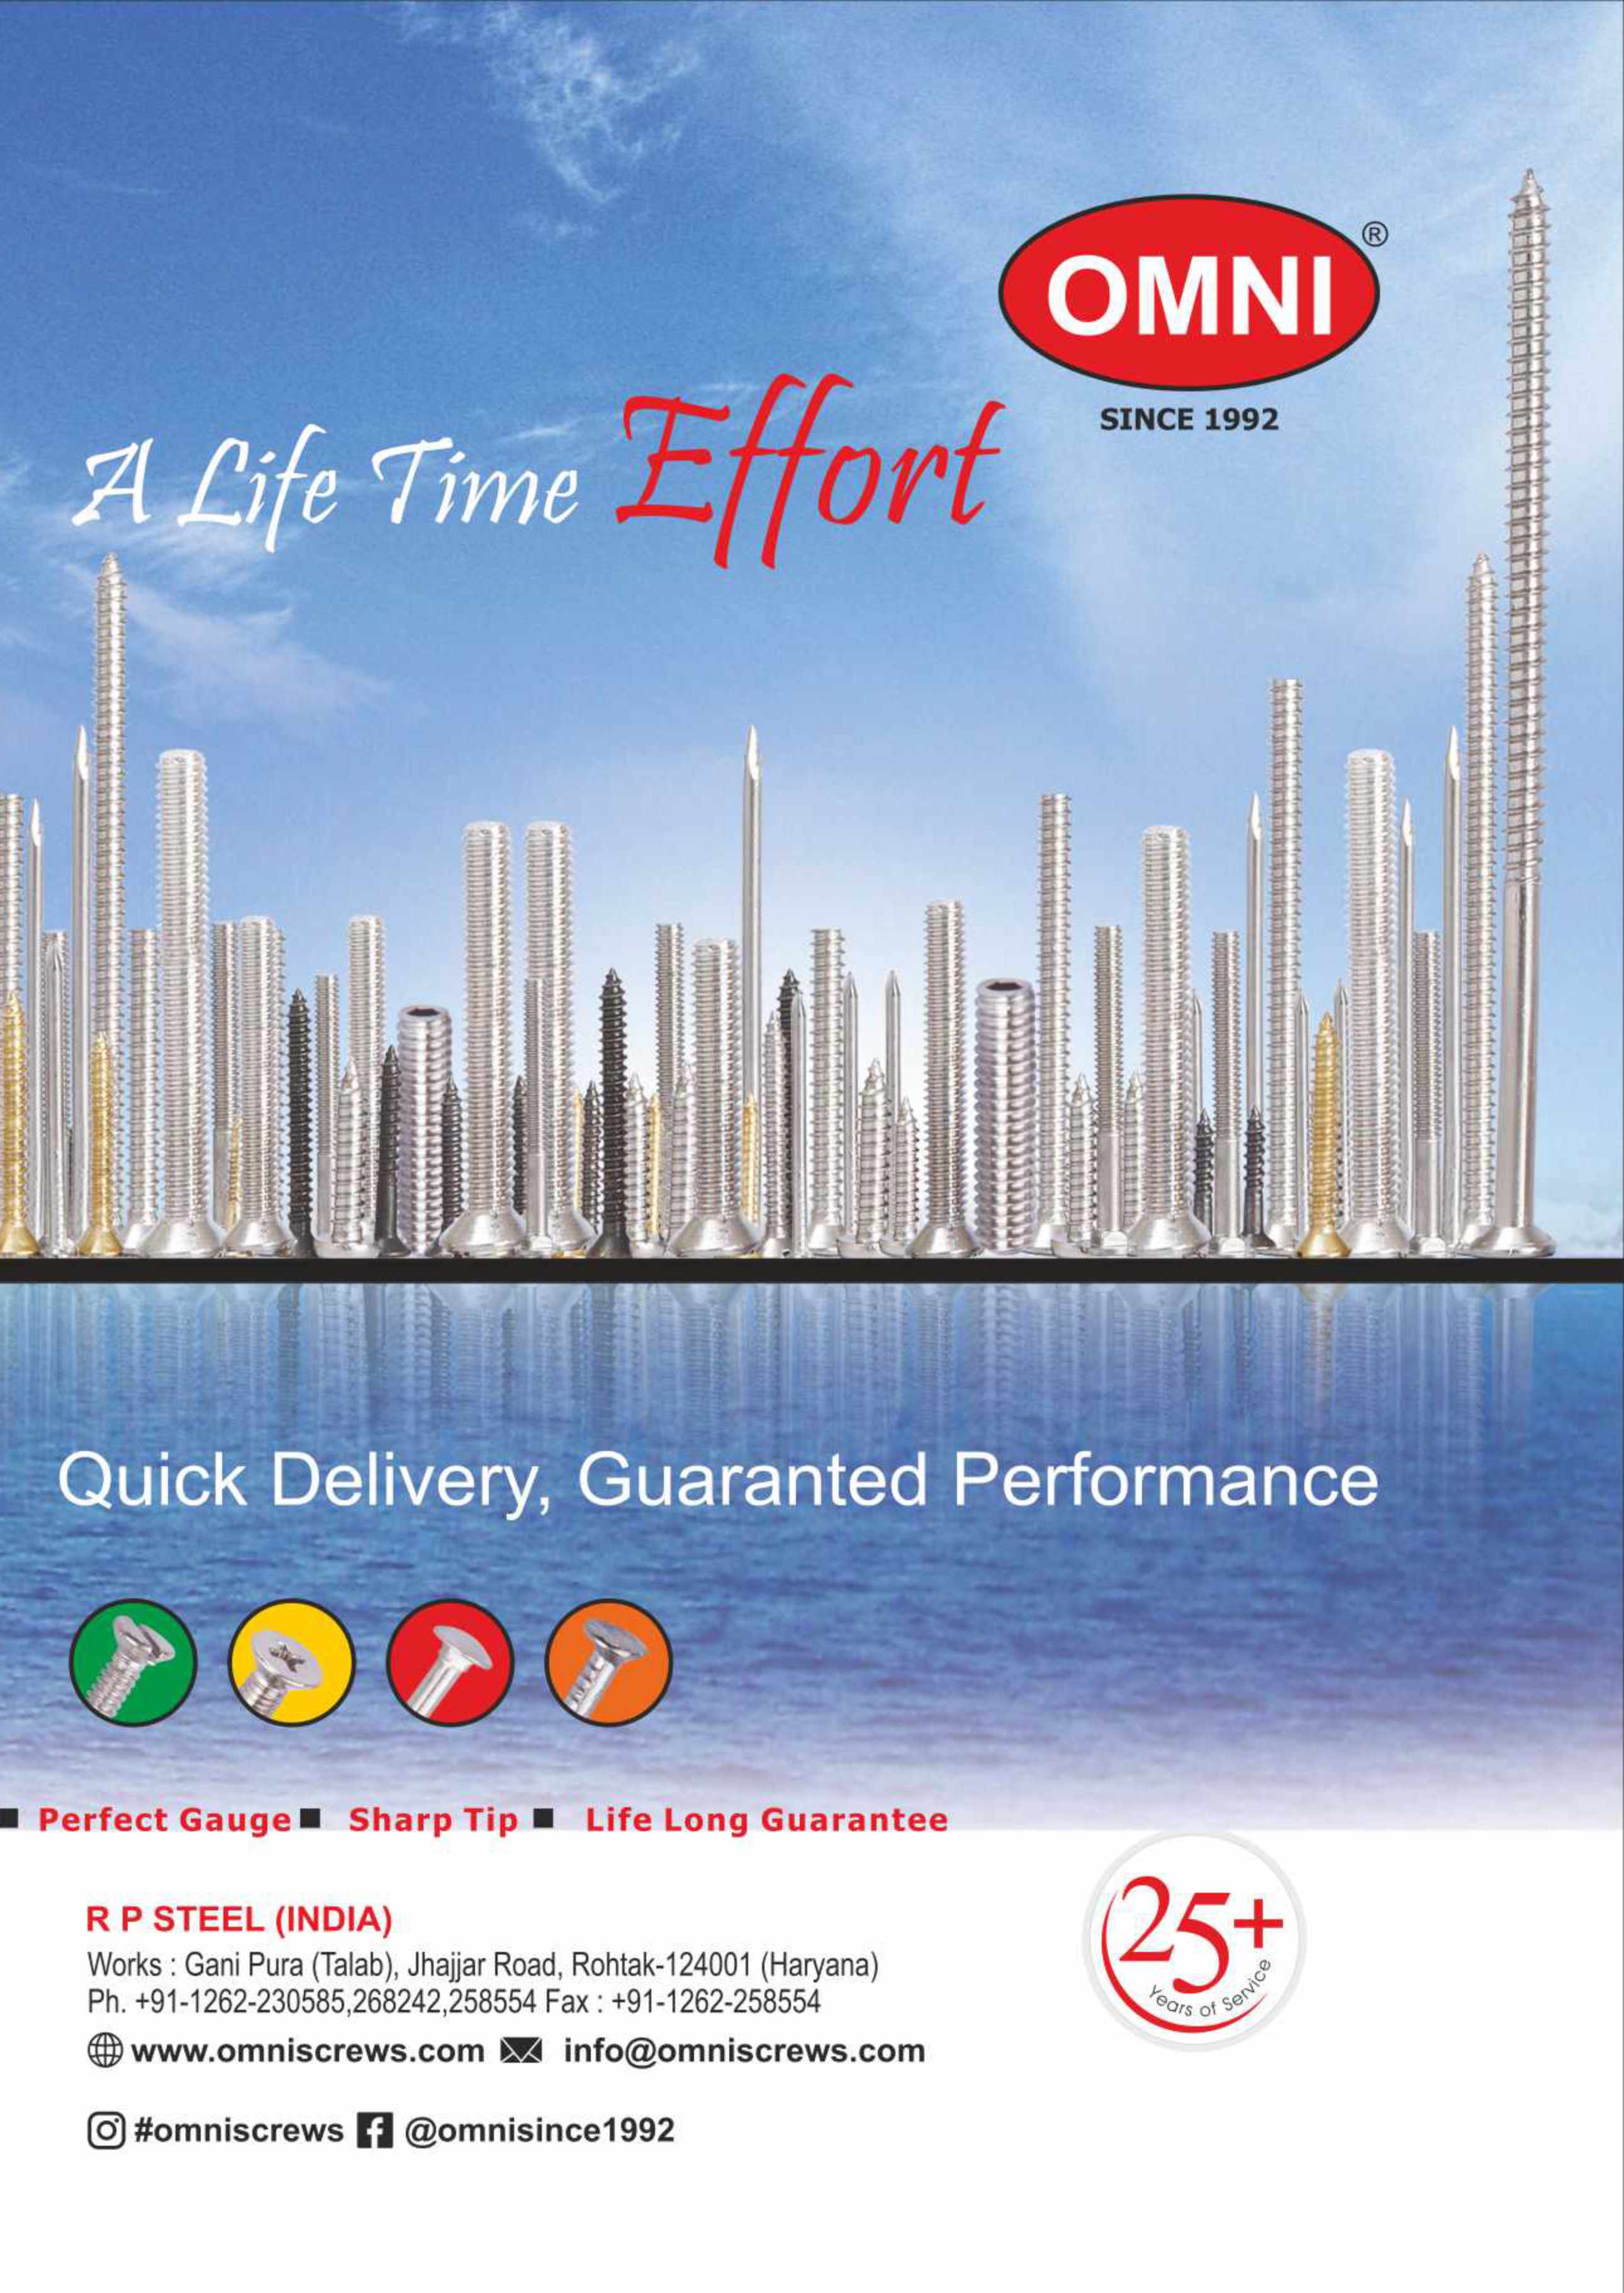 OMNI ®
SINCE 1992
A Life Time Effort
Quick Delivery, Guaranted Performance
Perfect Gauge Sharp Tip Life Long Guarantee
25+
Years of Service
R P STEEL (INDIA)
Works : Gani Pura (Talab), Jhajjar Road, Rohtak-124001 (Haryana)
Ph. +91-1262-230585,268242,258554 Fax : +91-1262-258554
www.omniscrews.com info@omniscrews.com
#omniscrews @omnisince1992